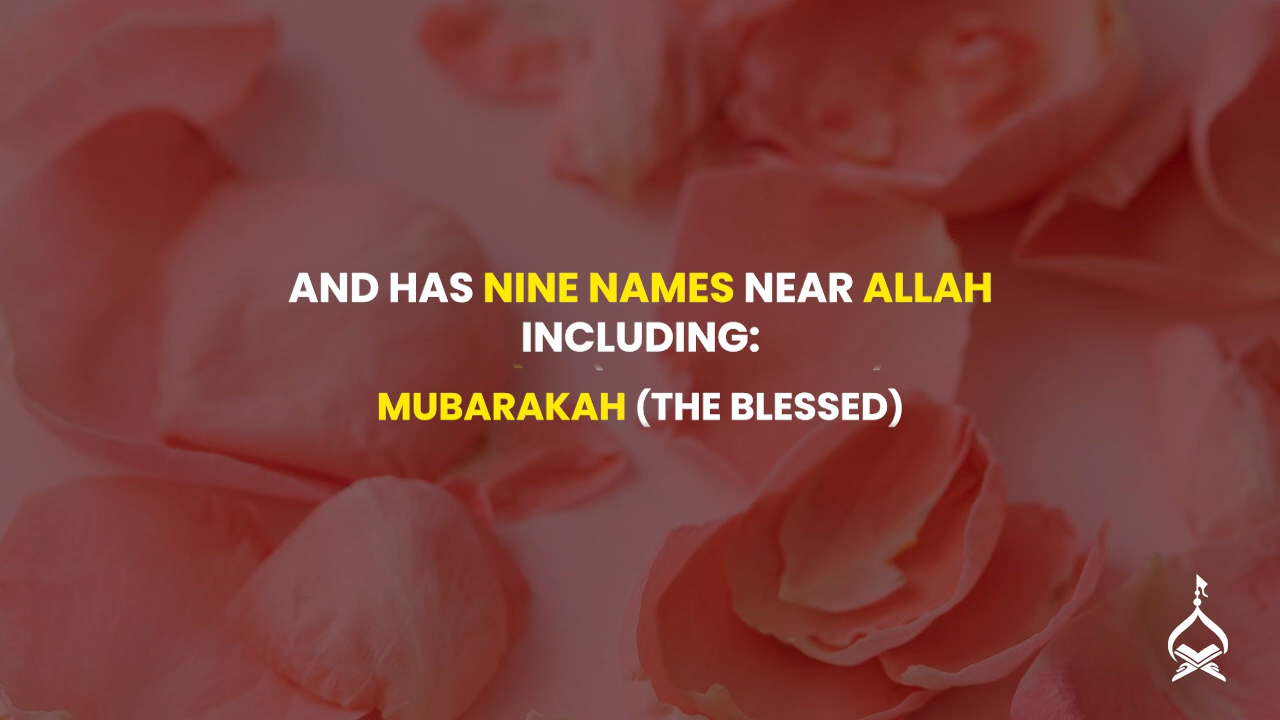 AND HAS NINE NAMES NEAR ALLAH
INCLUDING:
MUBARAKAH (THE BLESSED)